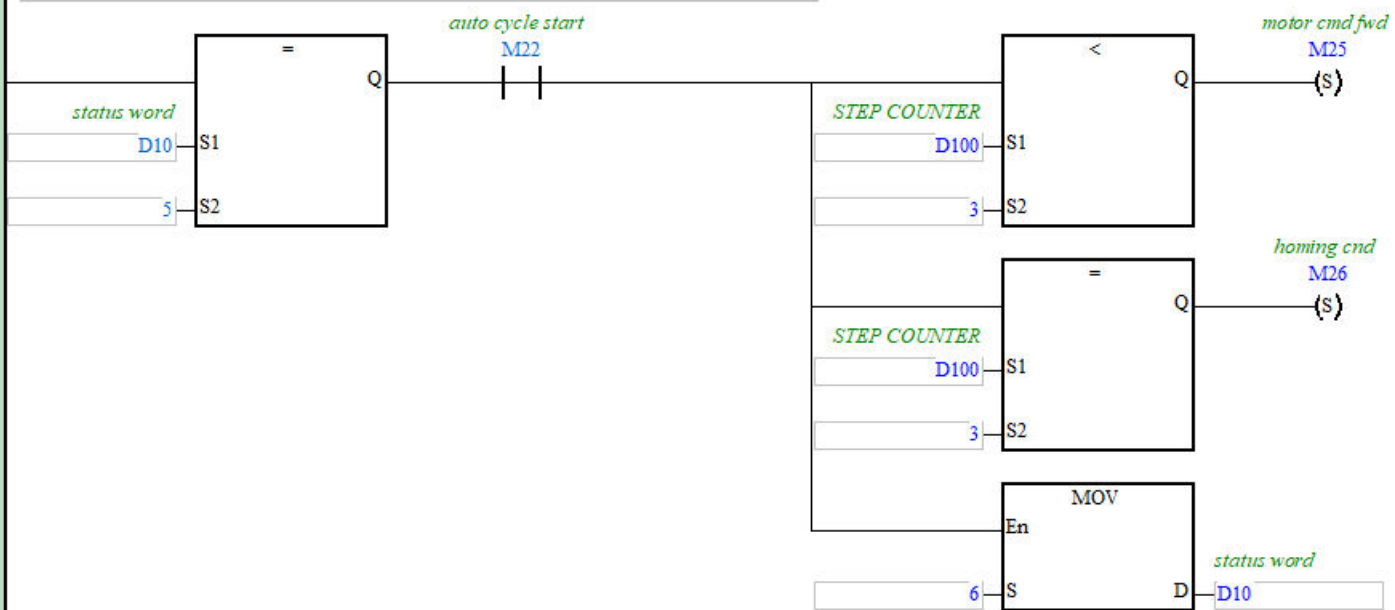 auto cycle start
M22
motor cmd fwd
M25
=
Q
<
Q
(S)
status word
D10
S1
5
S2
STEP COUNTER
D100
S1
3
S2
homing cnd
M26
=
Q
(S)
STEP COUNTER
D100
S1
3
S2
MOV
En
status word
6
S
D
D10